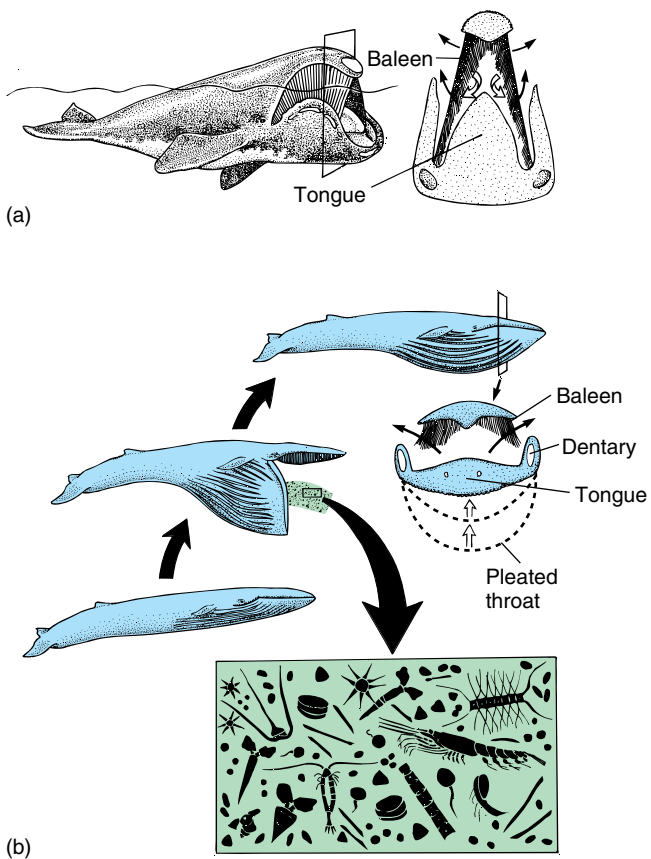 Baleen
Tongue
(a)
Baleen
Dentary
Tongue
Pleated
throat
(b)